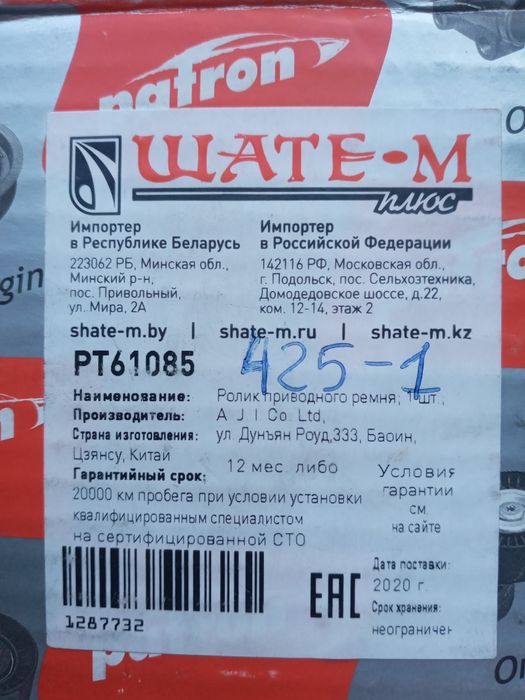 patron
ШАТЕ-М
плюс
Импортер
в Республике Беларусь
223062 РБ, Минская обл.,
Минский р-н,
пос. Привольный,
ул. Мира, 2А
Импортер
в Российской Федерации
142116 РФ, Московская обл.,
г. Подольск, пос. Сельхозтехника,
Домодедовское шоссе, д.22,
ком. 12-14, этаж 2
shate-m.by | shate-m.ru | shate-m.kz
PT61085
425-1
Наименование: Ролик приводного ремня; 1 шт.,
Производитель: A J I Co Ltd,
Страна изготовления: ул. Дунъян Роуд,333, Баоин,
Цзянсу, Китай
Гарантийный срок: 12 мес. либо
20000 км пробега при условии установки
квалифицированным специалистом
на сертифицированной СТО
Условия
гарантии
см.
на сайте
1287732
EAC
Дата поставки:
2020 г.
Срок хранения:
неограничен